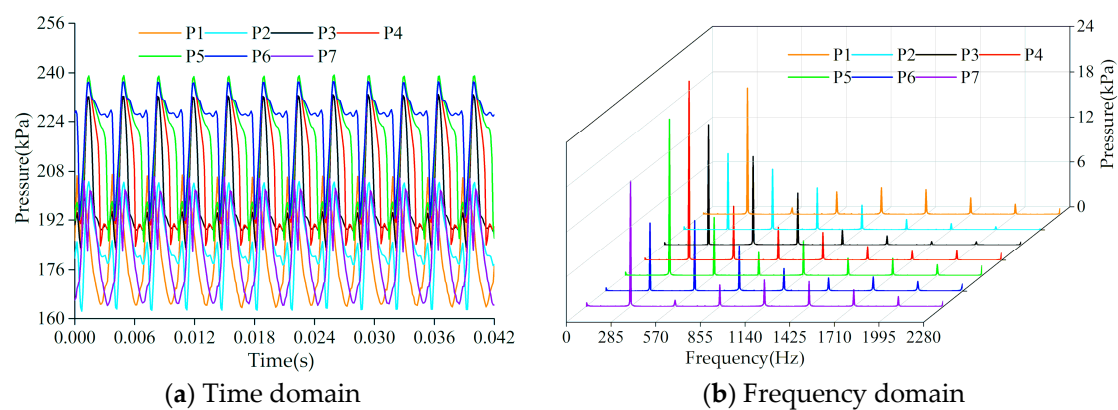 256
240
224
208
192
176
160
Pressure(kPa)
P1 P2 P3 P4
P5 P6 P7
0.000 0.006 0.012 0.018 0.024 0.030 0.036 0.042
Time(s)
(a) Time domain
24
18
12
6
0
Pressure(kPa)
P1 P2 P3 P4
P5 P6 P7
0 285 570 855 1140 1425 1710 1995 2280
Frequency(Hz)
(b) Frequency domain